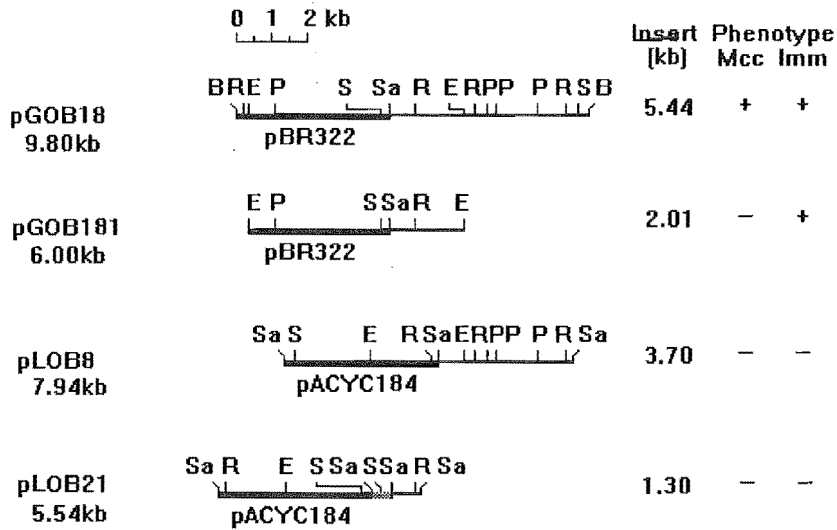 0 1 2 kb
Insert Phenotype
[kb] Mcc Imm
B R E P S Sa R E R P P P R S B
pGOB18 5.44 + +
9.80kb pBR322
E P S Sa R E
pGOB181 2.01 – +
6.00kb pBR322
Sa S E R Sa E R P P P R Sa
pLOB8 3.70 – –
7.94kb pACYC184
Sa R E S Sa S Sa R Sa
pLOB21 1.30 – –
5.54kb pACYC184